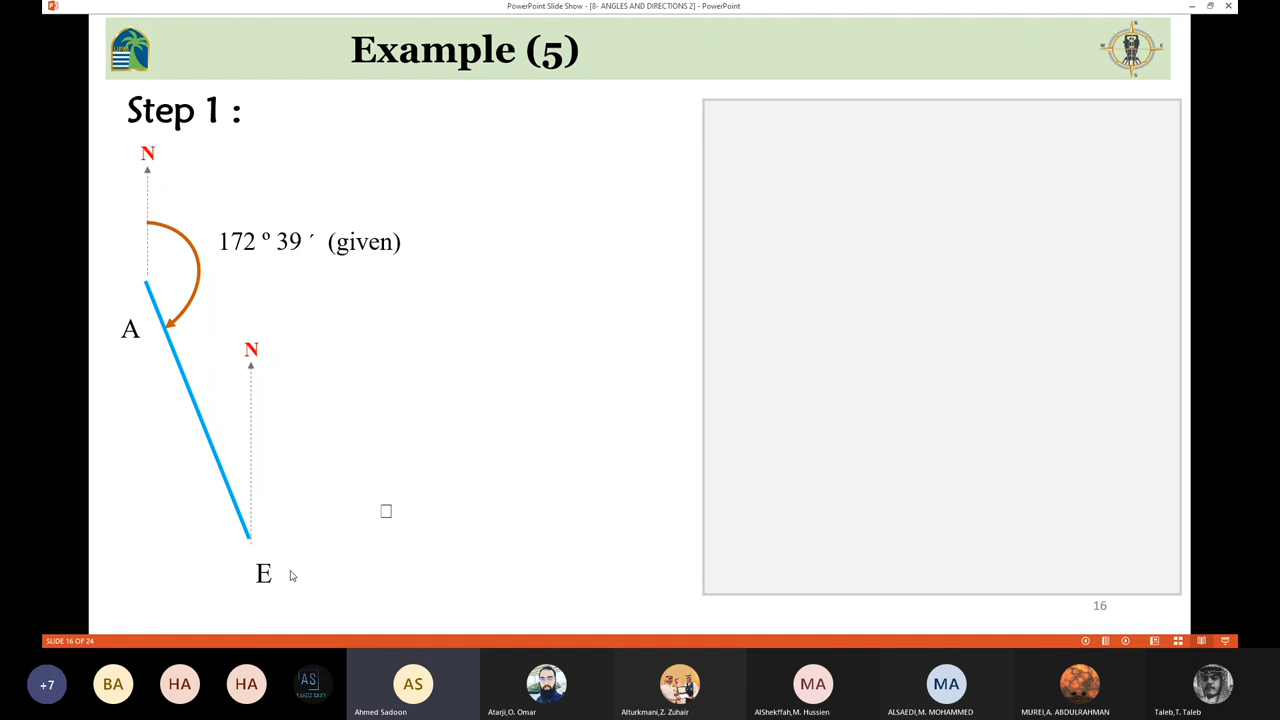 PowerPoint Slide Show - [8- ANGLES AND DIRECTIONS 2] - PowerPoint
Example (5)
N
W E
S
Step 1 :
N
172 º 39 ´ (given)
A
N
E
16
SLIDE 16 OF 24
+7
BA
HA
HA
AS
AS
MA
MA
Ahmed Sadoon
Atarji,O. Omar
Alturkmani,Z. Zuhair
AlShekffah,M. Hussien
ALSAEDI,M. MOHAMMED
MUREI,A. ABDULRAHMAN
Taleb,T. Taleb